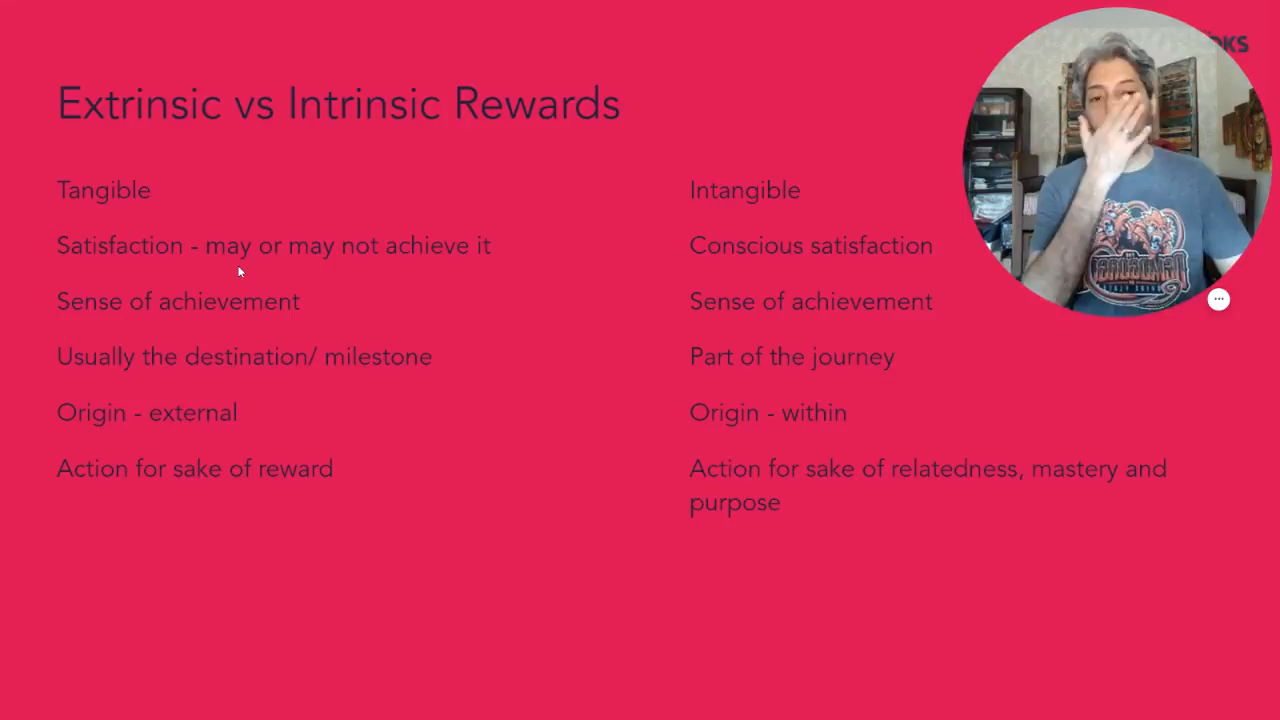 Extrinsic vs Intrinsic Rewards
Tangible
Satisfaction - may or may not achieve it
Sense of achievement
Usually the destination/ milestone
Origin - external
Action for sake of reward
Intangible
Conscious satisfaction
Sense of achievement
Part of the journey
Origin - within
Action for sake of relatedness, mastery and
purpose